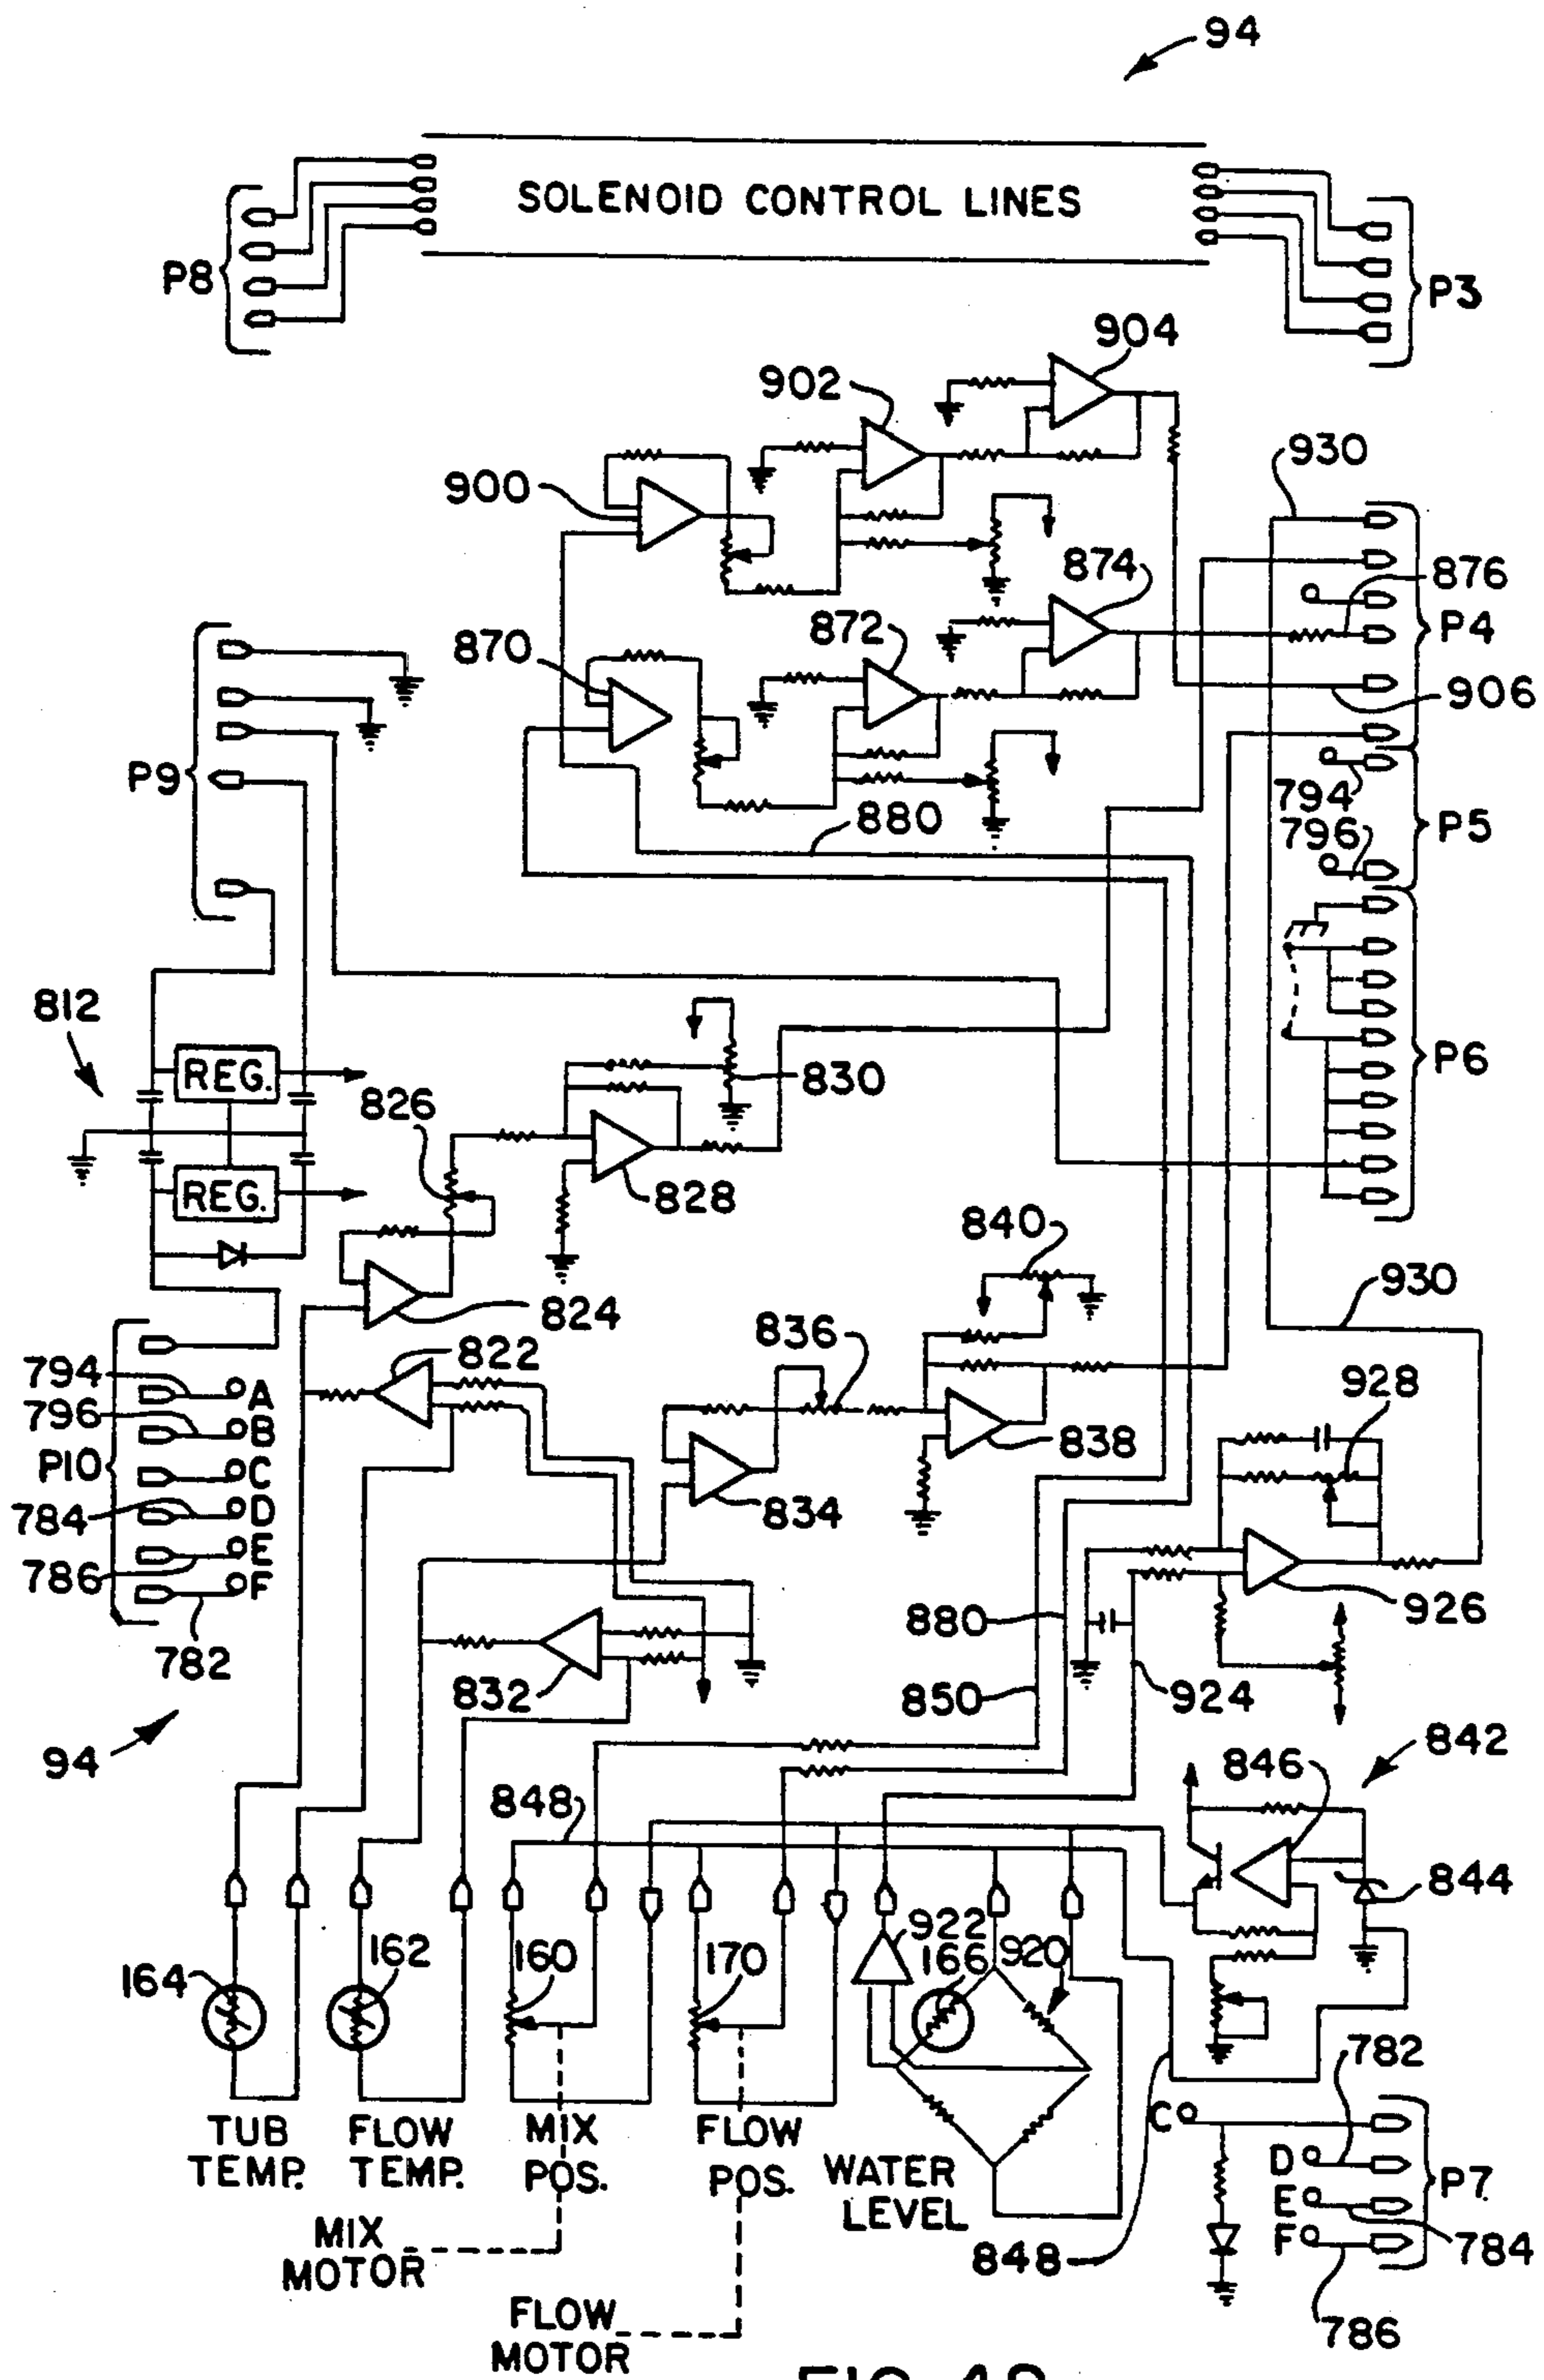 94
SOLENOID CONTROL LINES
P8
P3
904
902
900
930
874
876
P4
872
870
906
P9
794
880
796
P5
812
REG.
826
830
P6
REG.
828
840
824
930
836
822
794
A
928
796
B
P10
C
838
784
D
834
E
786
F
880
926
782
832
850
924
94
842
846
848
844
922
162
160
170
166
920
164
782
C
TUB
TEMP.
FLOW
TEMP.
MIX
POS.
FLOW
POS.
WATER
LEVEL
D
P7
E
MIX
MOTOR
F
784
848
FLOW
MOTOR
786